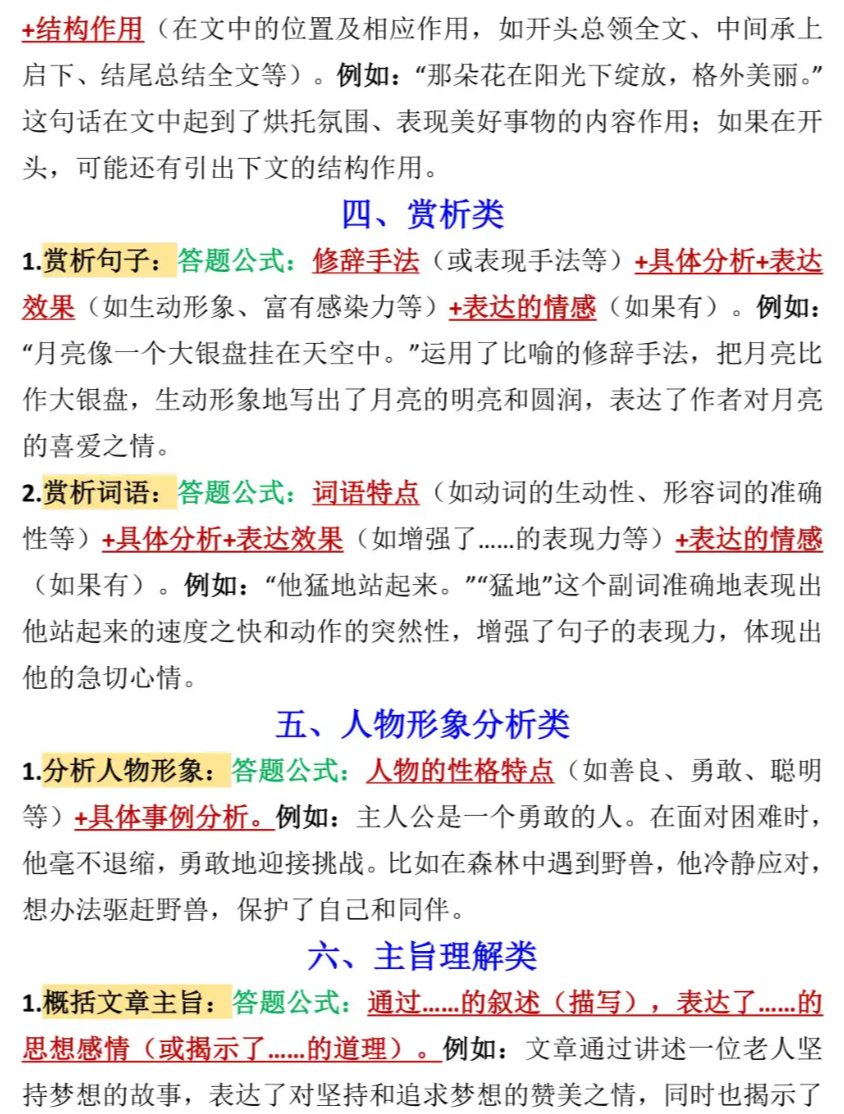 +结构作用（在文中的位置及相应作用，如开头总领全文、中间承上
启下、结尾总结全文等）。例如：“那朵花在阳光下绽放，格外美丽。”
这句话在文中起到了烘托氛围、表现美好事物的内容作用；如果在开
头，可能还有引出下文的结构作用。
四、赏析类
1.赏析句子：答题公式：修辞手法（或表现手法等）+具体分析+表达
效果（如生动形象、富有感染力等）+表达的情感（如果有）。例如：
“月亮像一个大银盘挂在天空中。”运用了比喻的修辞手法，把月亮比
作大银盘，生动形象地写出了月亮的明亮和圆润，表达了作者对月亮
的喜爱之情。
2.赏析词语：答题公式：词语特点（如动词的生动性、形容词的准确
性等）+具体分析+表达效果（如增强了……的表现力等）+表达的情感
（如果有）。例如：“他猛地站起来。”“猛地”这个副词准确地表现出
他站起来的速度之快和动作的突然性，增强了句子的表现力，体现出
他的急切心情。
五、人物形象分析类
1.分析人物形象：答题公式：人物的性格特点（如善良、勇敢、聪明
等）+具体事例分析。例如：主人公是一个勇敢的人。在面对困难时，
他毫不退缩，勇敢地迎接挑战。比如在森林中遇到野兽，他冷静应对，
想办法驱赶野兽，保护了自己和同伴。
六、主旨理解类
1.概括文章主旨：答题公式：通过……的叙述（描写），表达了……的
思想感情（或揭示了……的道理）。例如：文章通过讲述一位老人坚
持梦想的故事，表达了对坚持和追求梦想的赞美之情，同时也揭示了